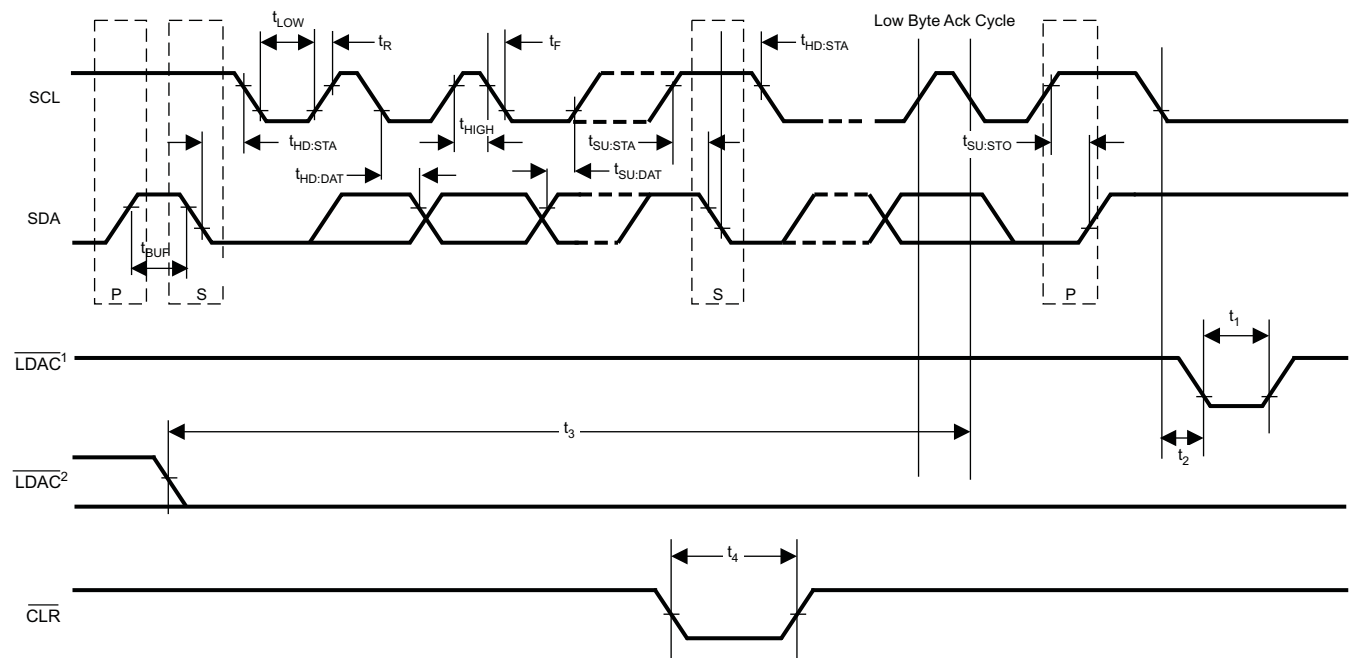 Low Byte Ack Cycle
tLOW
tR
tF
tHD:STA
SCL
tHD:STA
tHIGH
tSU:STA
tSU:STO
tHD:DAT
tSU:DAT
SDA
tBUF
P
S
S
P
t1
LDAC1
t3
t2
LDAC2
t4
CLR